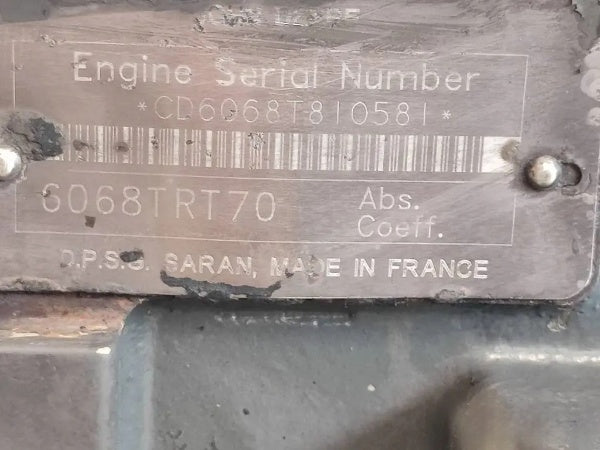 Engine Serial Number
*CD6068T810581*
6068TRT70
Abs.
Coeff.
SARAN, MADE IN FRANCE